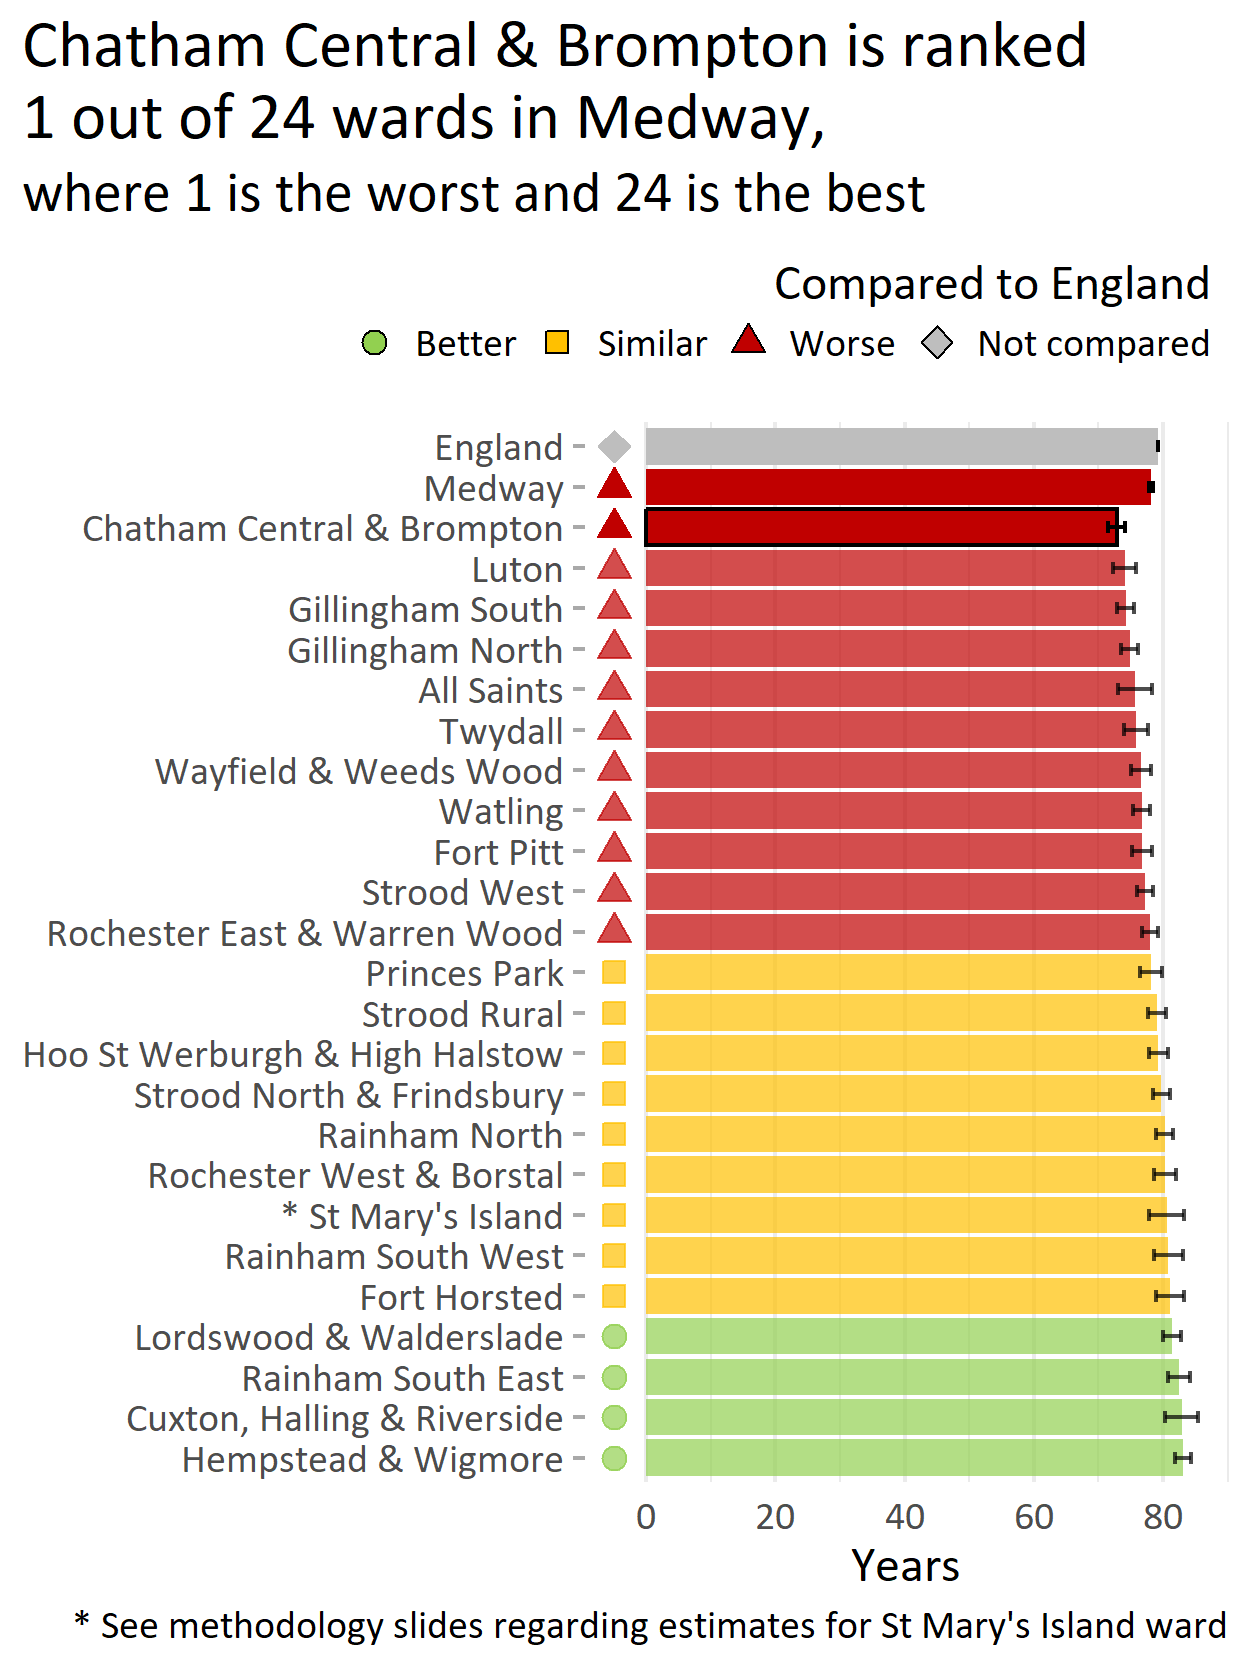 Chatham Central & Brompton is ranked
1 out of 24 wards in Medway,
where 1 is the worst and 24 is the best
Compared to England
Better Similar Worse Not compared
England
Medway
Chatham Central & Brompton
Luton
Gillingham South
Gillingham North
All Saints
Twydall
Wayfield & Weeds Wood
Watling
Fort Pitt
Strood West
Rochester East & Warren Wood
Princes Park
Strood Rural
Hoo St Werburgh & High Halstow
Strood North & Frindsbury
Rainham North
Rochester West & Borstal
* St Mary's Island
Rainham South West
Fort Horsted
Lordswood & Walderslade
Rainham South East
Cuxton, Halling & Riverside
Hempstead & Wigmore
0 20 40 60 80
Years
* See methodology slides regarding estimates for St Mary's Island ward